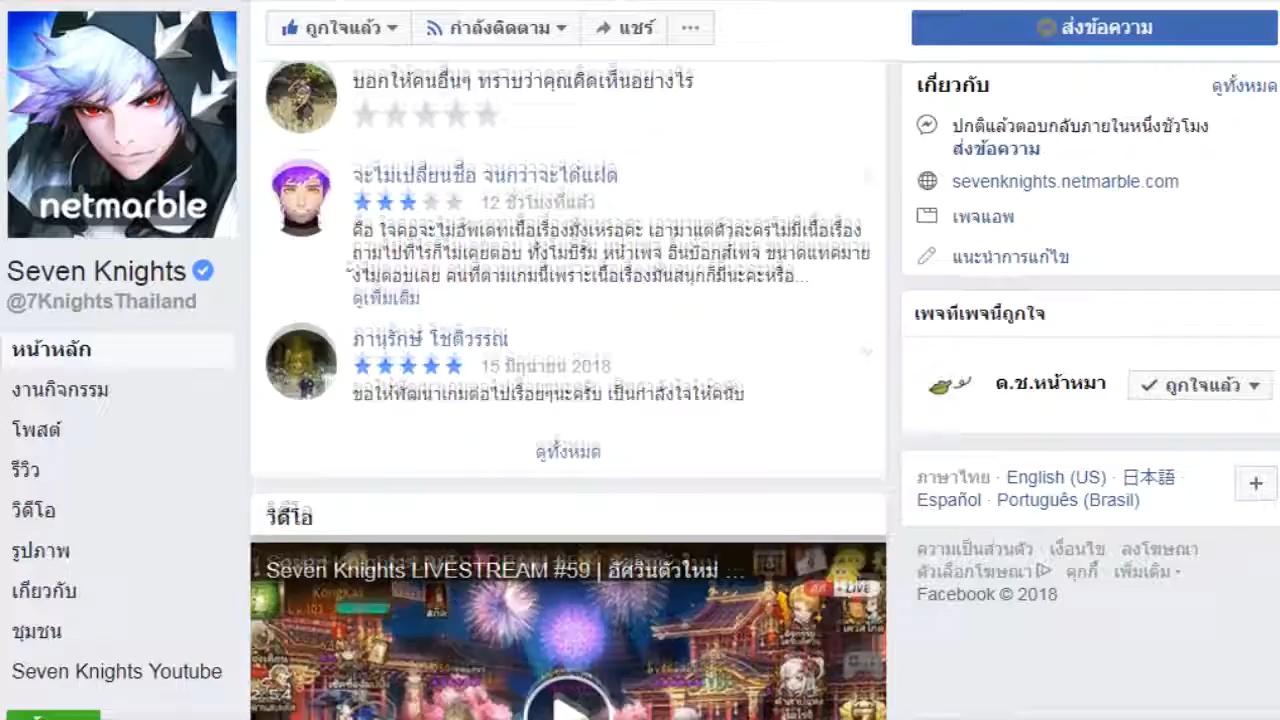 ถูกใจแล้ว
กำลังติดตาม
แชร์
ส่งข้อความ
netmarble
Seven Knights
@7KnightsThailand
หน้าหลัก
งานกิจกรรม
โพสต์
รีวิว
วิดีโอ
รูปภาพ
เกี่ยวกับ
ชุมชน
Seven Knights Youtube
บอกให้คนอื่นๆ ทราบว่าคุณคิดเห็นอย่างไร
จะไม่เปลี่ยนชื่อ จนกว่าจะได้แฝด
12 ชั่วโมงที่แล้ว
คือ ใจคอจะไม่อัพเดทเนื้อเรื่องมั่งเหรอคะ เอามาแต่ตัวละครไม่มีเนื้อเรื่อง
ถามไปที่ไรก็ไม่เคยตอบ ทั้งโมบิรัม หน้าเพจ อินบ๊อกส์เพจ ขนาดแทคมาย
ังไม่ตอบเลย คนที่ตามเกมนี้เพราะเนื้อเรื่องมันสนุกก็มีนะคะหรือ...
ดูเพิ่มเติม
ภานุรักษ์ โชติวรรณ
15 มิถุนายน 2018
ขอให้พัฒนาเกมต่อไปเรื่อยๆนะครับ เป็นกำลังใจให้คนับ
ดูทั้งหมด
วิดีโอ
Seven Knights LIVESTREAM #59 | อัศวินตัวใหม่ ...
LIVE
เกี่ยวกับ
ดูทั้งหมด
ปกติแล้วตอบกลับภายในหนึ่งชั่วโมง
ส่งข้อความ
sevenknights.netmarble.com
เพจแอพ
แนะนำการแก้ไข
เพจที่เพจนี้ถูกใจ
ด.ช.หน้าหมา
ถูกใจแล้ว
ภาษาไทย · English (US) · 日本語 ·
Español · Português (Brasil)
ความเป็นส่วนตัว · เงื่อนไข · ลงโฆษณา ·
ตัวเลือกโฆษณา · คุกกี้ · เพิ่มเติม
Facebook © 2018